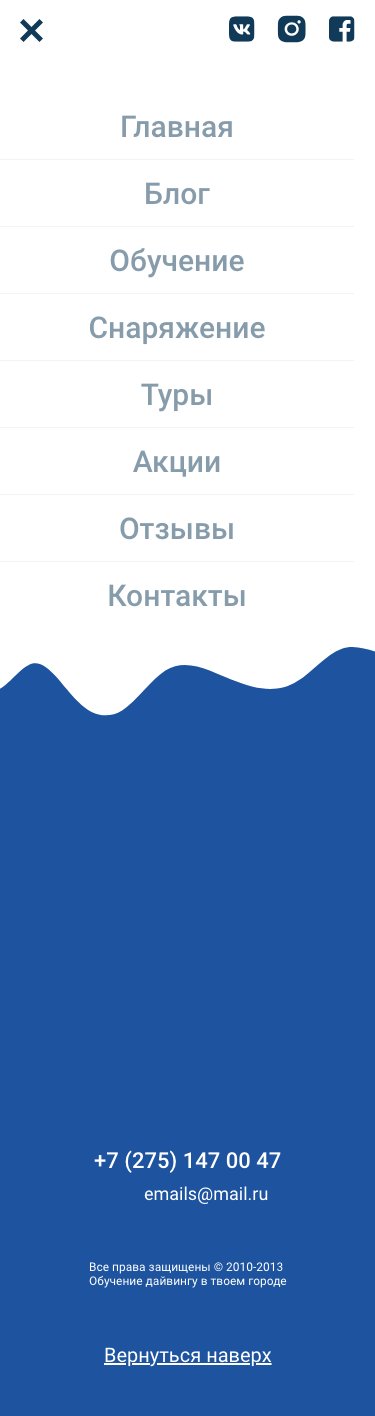 Главная
Блог
Обучение
Снаряжение
Туры
Акции
Отзывы
Контакты
+7 (275) 147 00 47
emails@mail.ru
Все права защищены © 2010-2013
Обучение дайвингу в твоем городе
Вернуться наверх